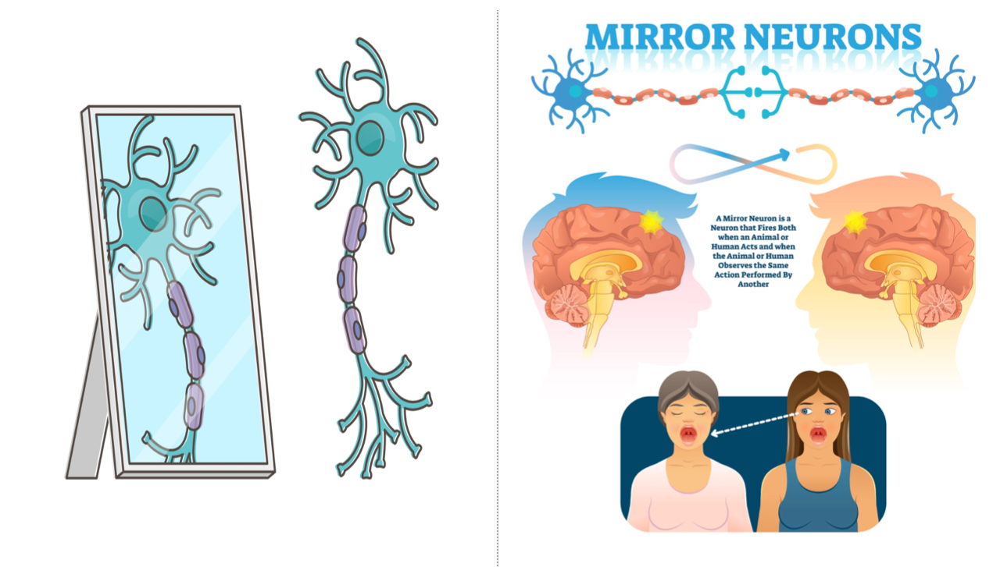 MIRROR NEURONS
A Mirror Neuron is a
Neuron that Fires Both
when an Animal or
Human Acts and when
the Animal or Human
Observes the Same
Action Performed By
Another